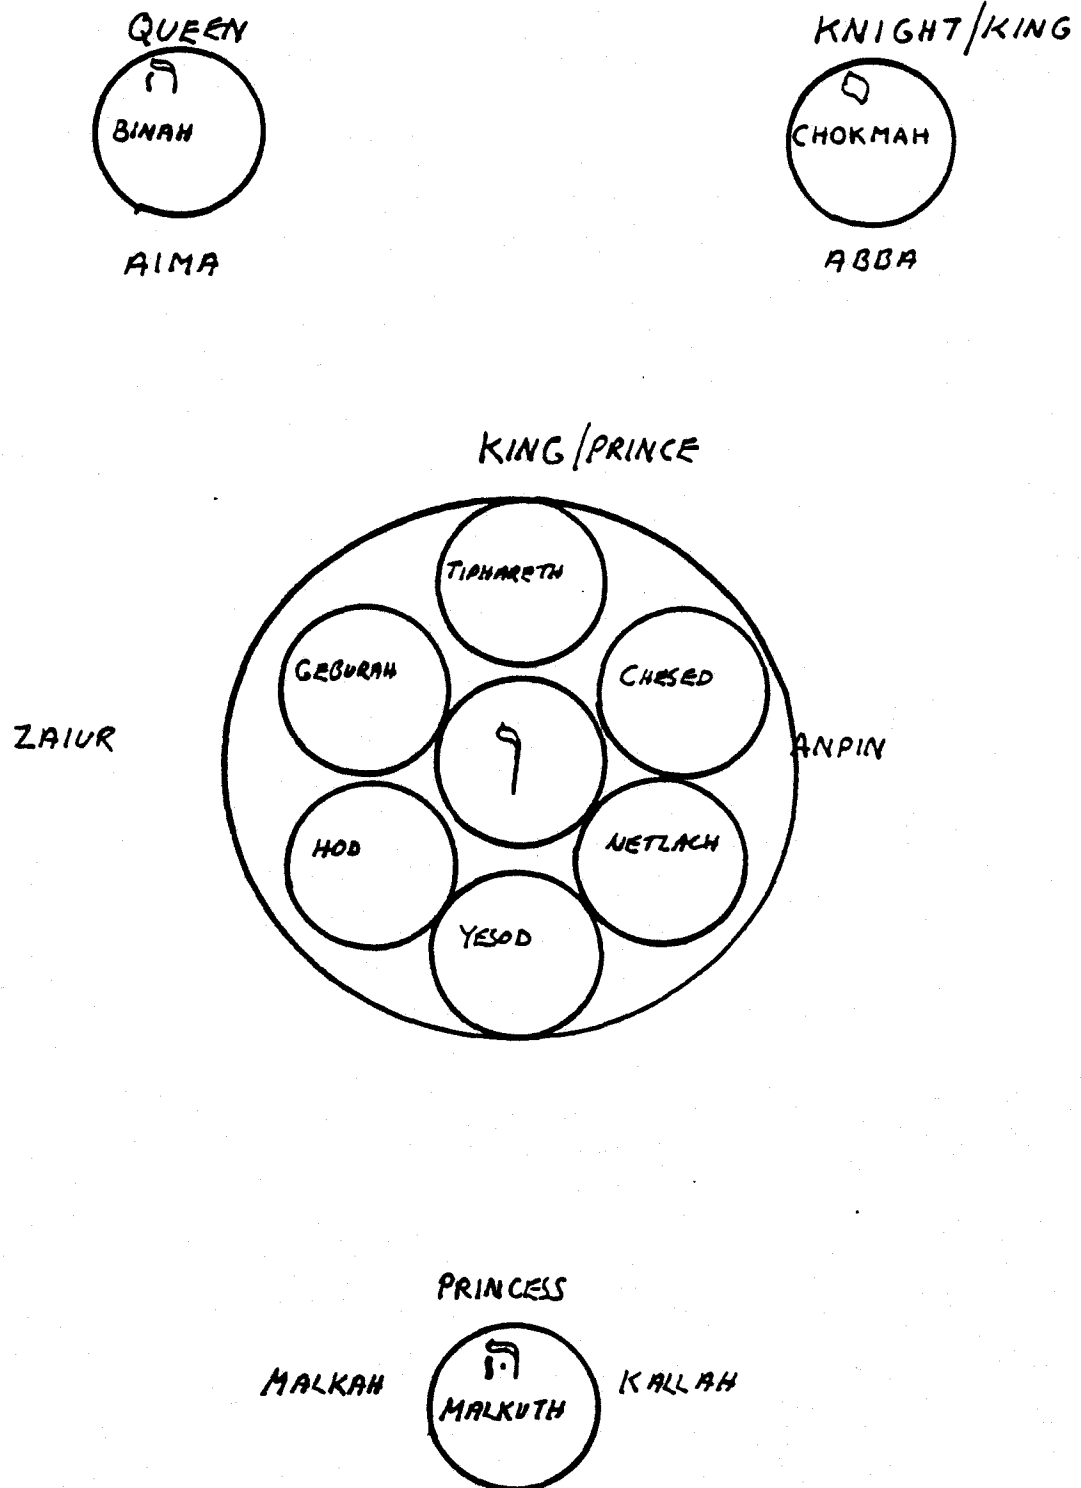 QUEEN
KNIGHT/KING
ה
BINAH
י
CHOKMAH
AIMA
ABBA
KING/PRINCE
TIPHARETH
GEBURAH
CHESED
ו
ZAIUR
ANPIN
HOD
NETZACH
YESOD
PRINCESS
הּ
MALKAH
MALKUTH
KALLAH